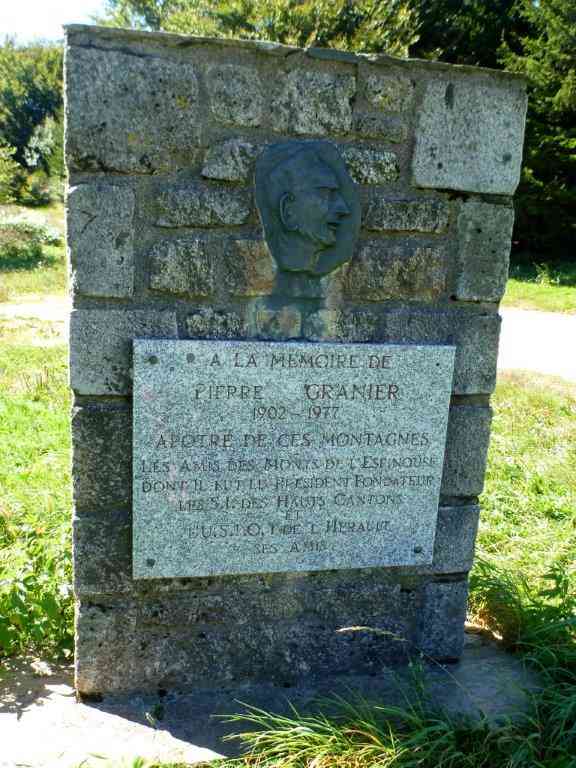 A LA MEMOIRE DE
PIERRE GRANIER
1902 - 1977
APOTRE DE CES MONTAGNES
LES AMIS DES MONTS DE L'ESPINOUSE
DONT IL FUT LE PRESIDENT FONDATEUR
LES S.I. DES HAUTS CANTONS
ET
L'U.S.I.O.T. DE L'HERAULT
SES AMIS